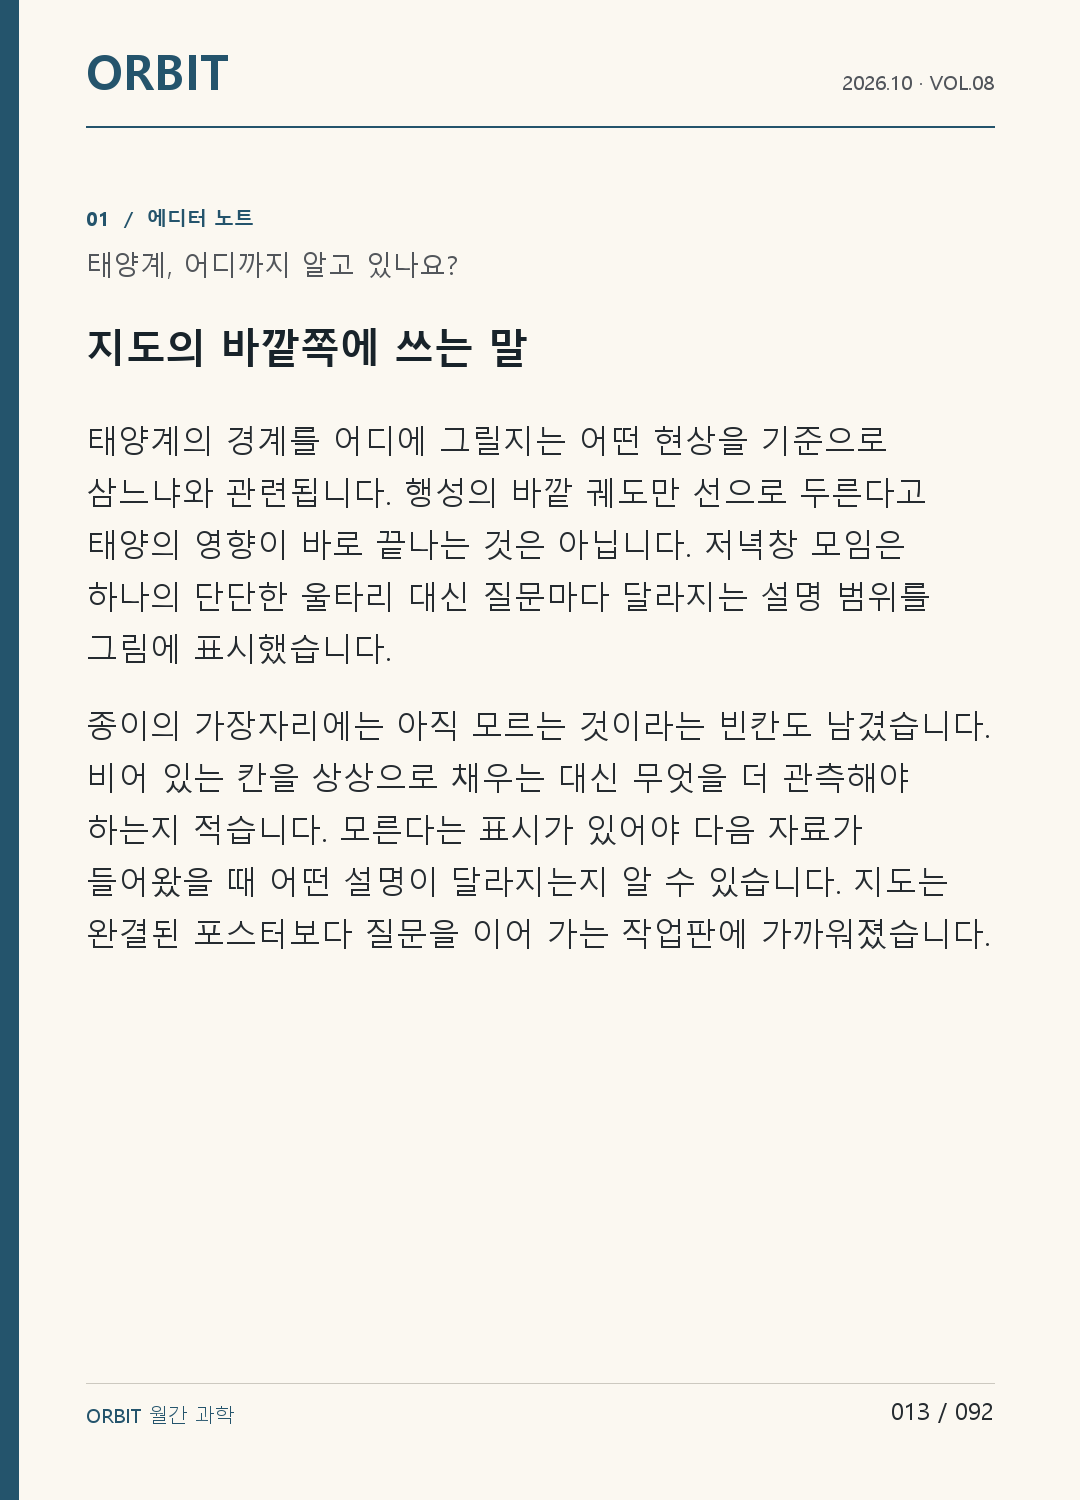 ORBIT
2026.10 · VOL.08
01 / 에디터 노트
태양계, 어디까지 알고 있나요?
지도의 바깥쪽에 쓰는 말
태양계의 경계를 어디에 그릴지는 어떤 현상을 기준으로
삼느냐와 관련됩니다. 행성의 바깥 궤도만 선으로 두른다고
태양의 영향이 바로 끝나는 것은 아닙니다. 저녁창 모임은
하나의 단단한 울타리 대신 질문마다 달라지는 설명 범위를
그림에 표시했습니다.
종이의 가장자리에는 아직 모르는 것이라는 빈칸도 남겼습니다.
비어 있는 칸을 상상으로 채우는 대신 무엇을 더 관측해야
하는지 적습니다. 모른다는 표시가 있어야 다음 자료가
들어왔을 때 어떤 설명이 달라지는지 알 수 있습니다. 지도는
완결된 포스터보다 질문을 이어 가는 작업판에 가까워졌습니다.
ORBIT 월간 과학
013 / 092